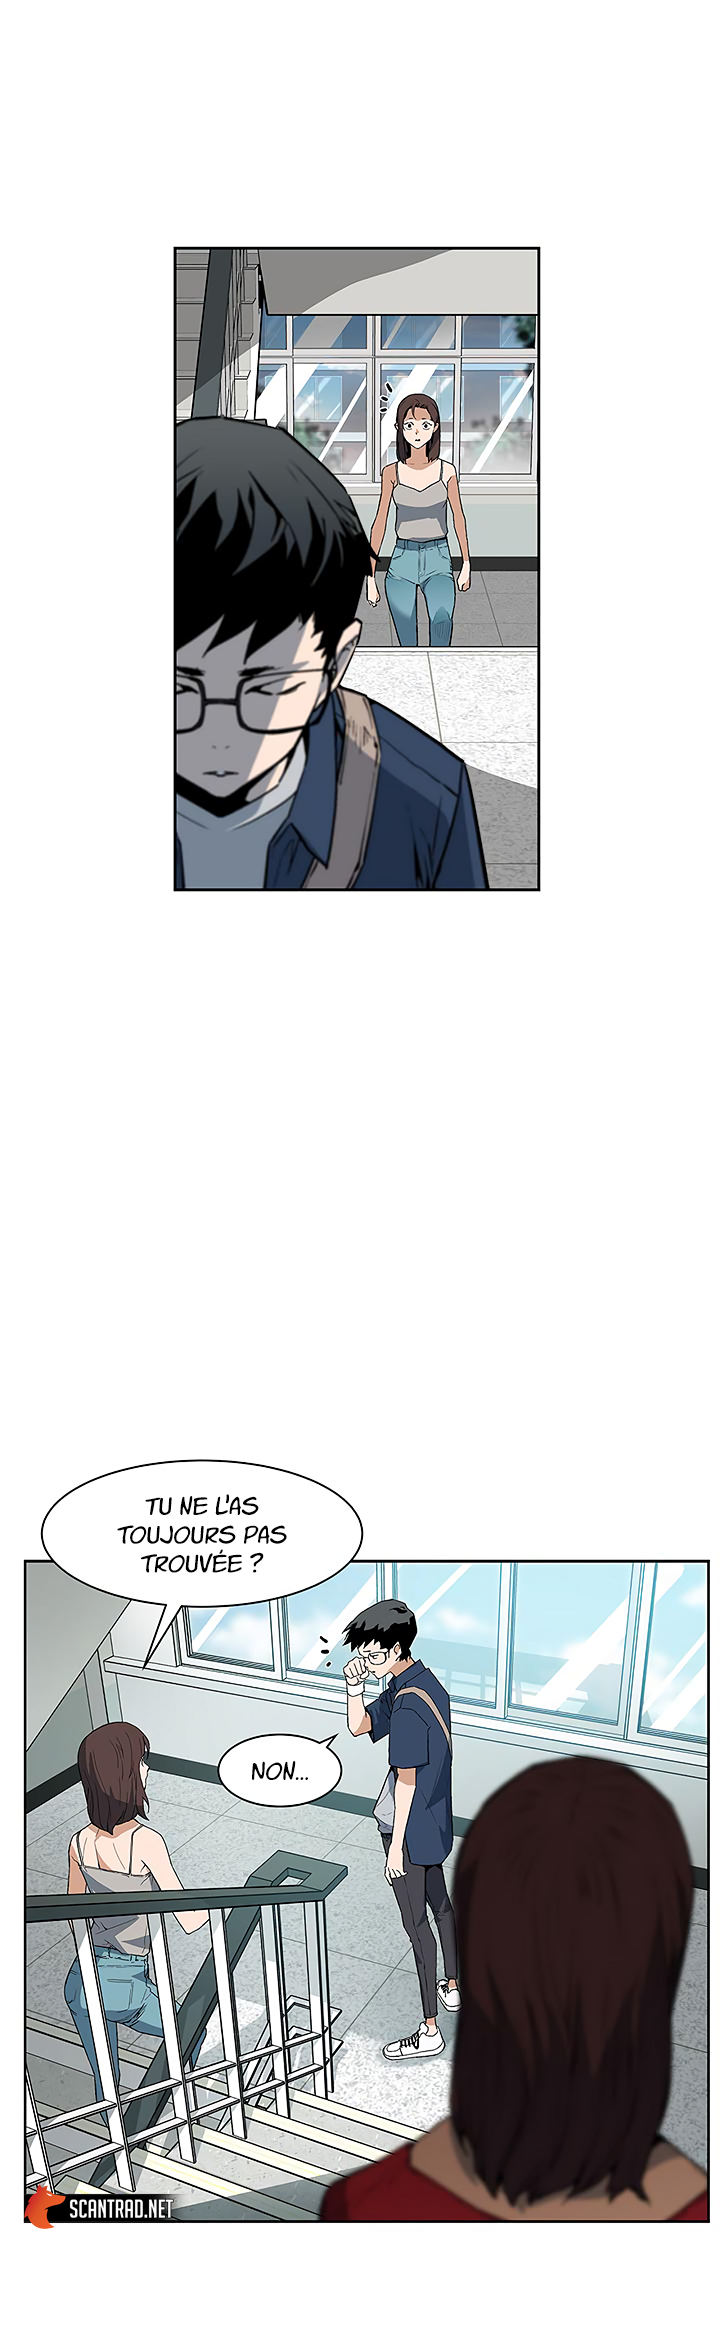 TU NE L'AS
TOUJOURS PAS
TROUVÉE ?
NON...
SCANTRAD.NET